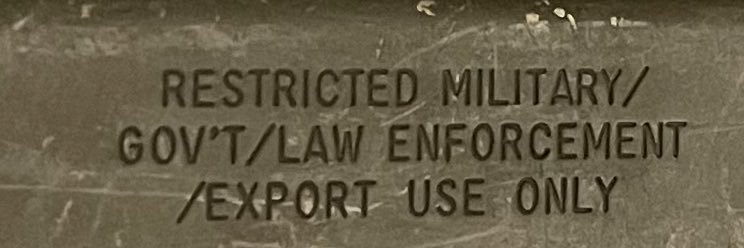 RESTRICTED MILITARY/
GOV'T/LAW ENFORCEMENT
/EXPORT USE ONLY